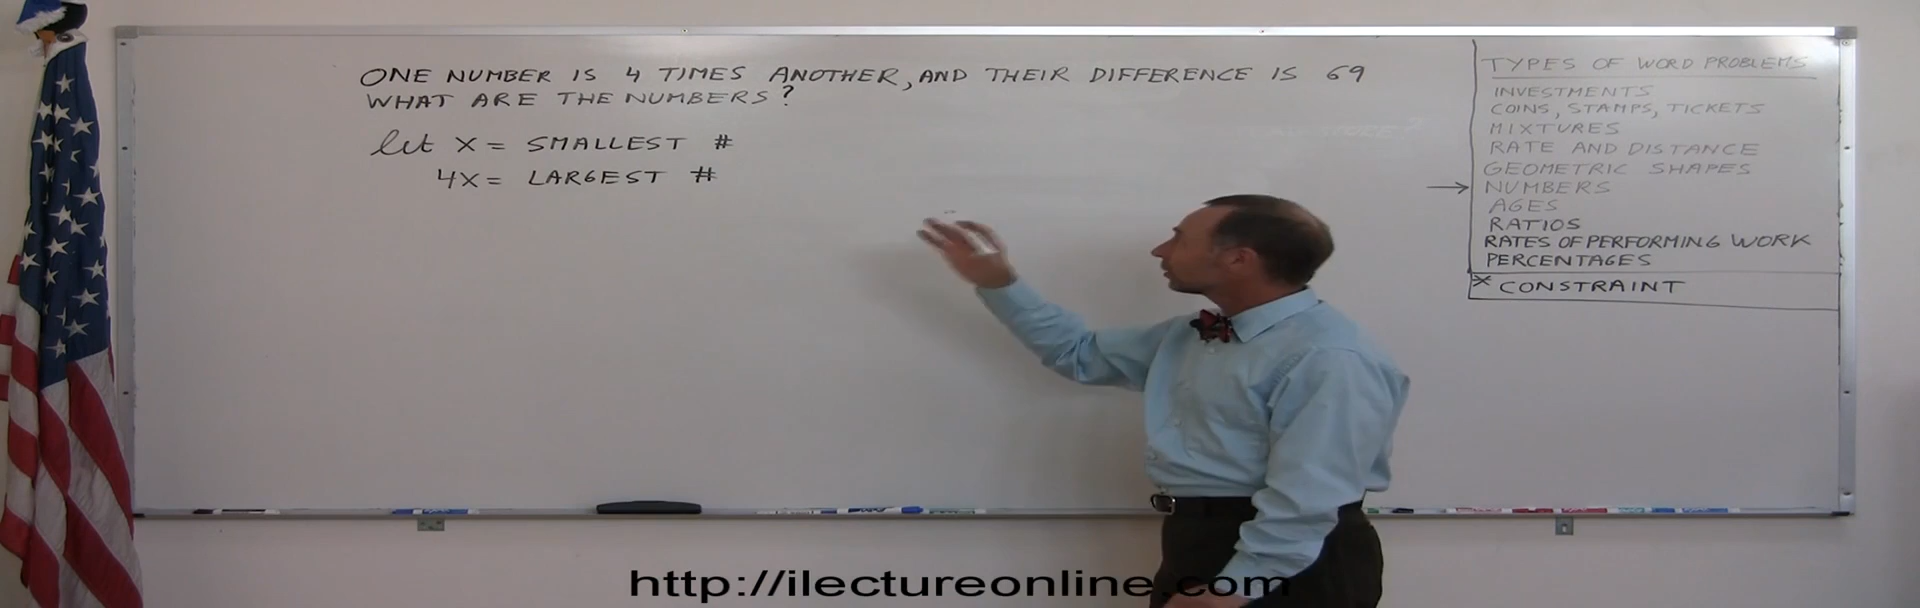 ONE NUMBER IS 4 TIMES ANOTHER, AND THEIR DIFFERENCE IS 69
WHAT ARE THE NUMBERS?
let X = SMALLEST #
4X = LARGEST #
TYPES OF WORD PROBLEMS
INVESTMENTS
COINS, STAMPS, TICKETS
MIXTURES
RATE AND DISTANCE
GEOMETRIC SHAPES
→ NUMBERS
AGES
RATIOS
RATES OF PERFORMING WORK
PERCENTAGES
* CONSTRAINT
http://ilectureonline.com